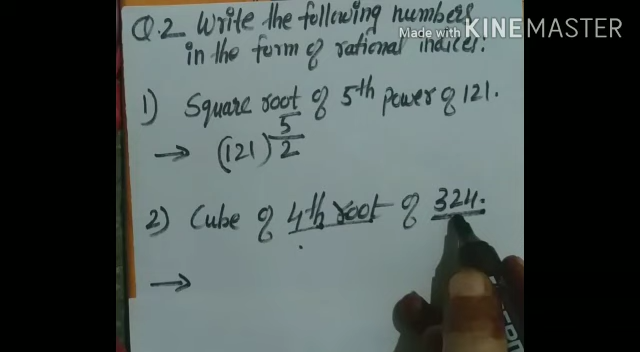 Q.2 Write the following numbers
Made with KINEMASTER
in the form of rational indices.
1) Square root of 5th power of 121.
→ (121)^5/2
2) Cube of 4th root of 324.
→